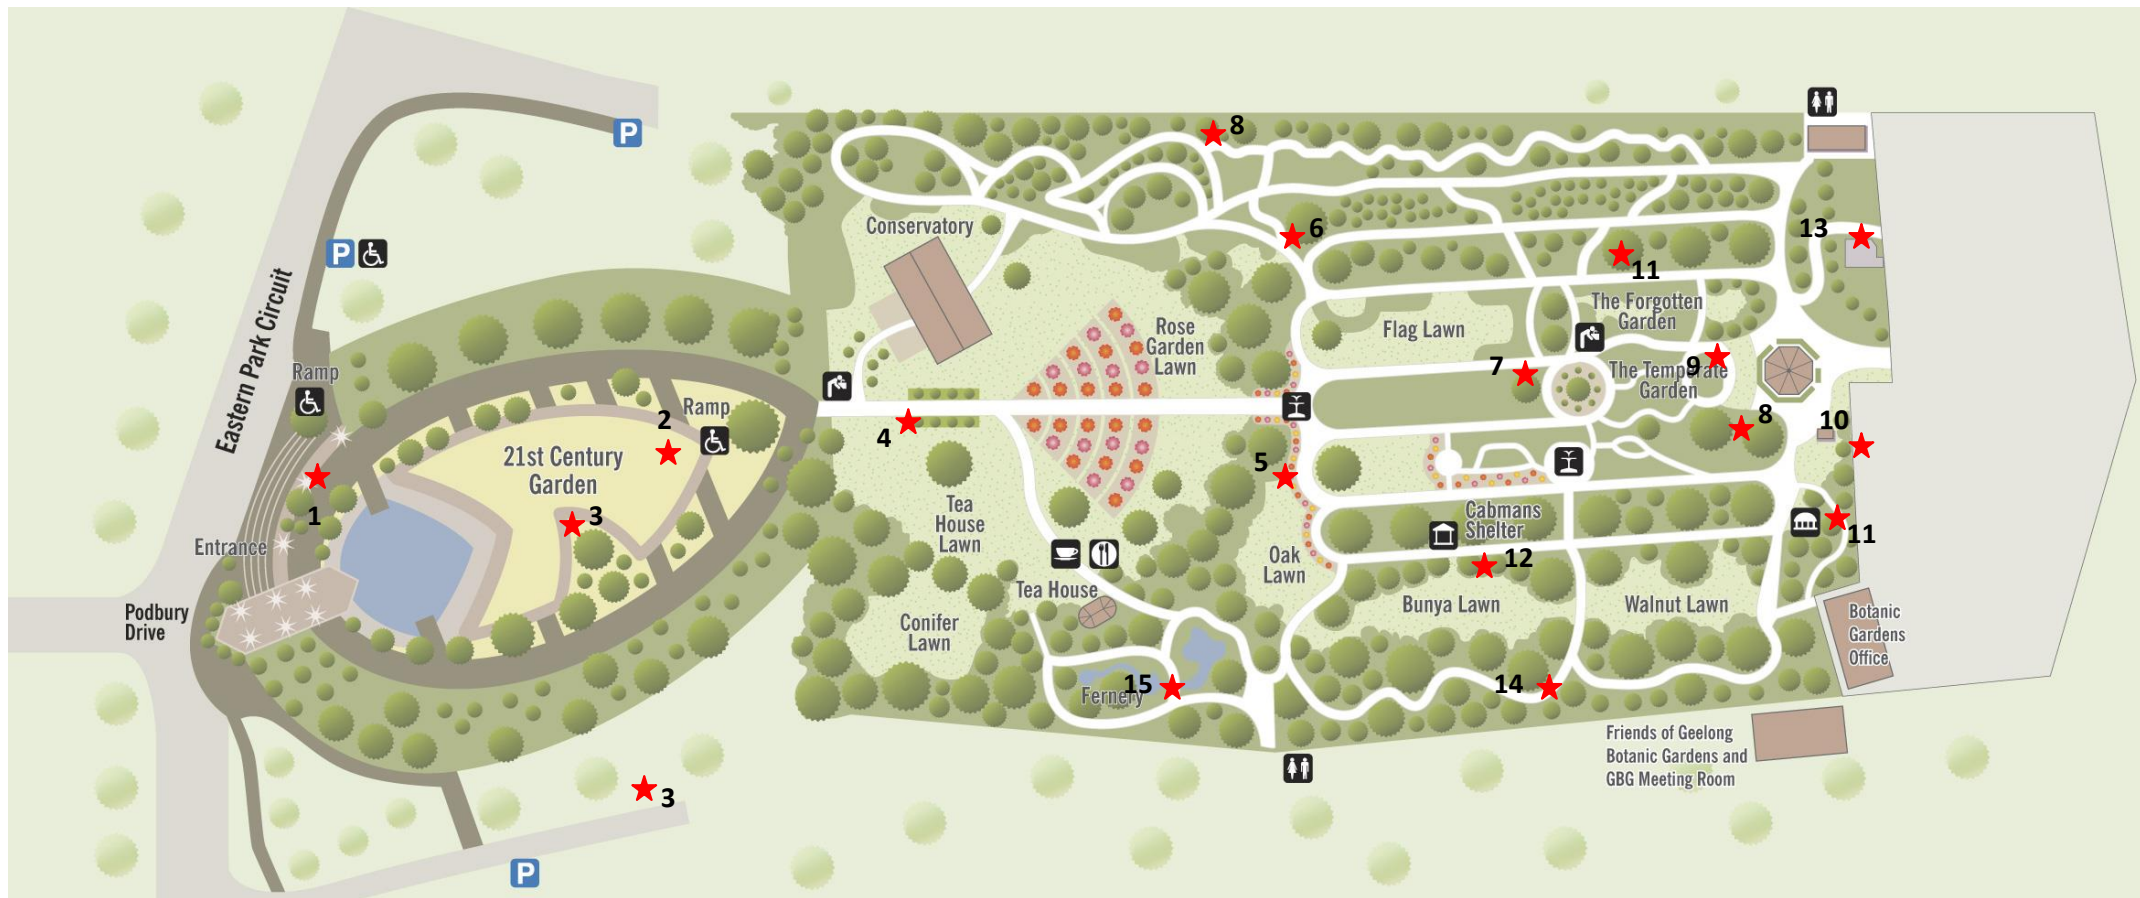 Eastern Park Circuit
P
P
Ramp
Entrance
Podbury
Drive
1
2
Ramp
21st Century
Garden
3
3
P
Conservatory
4
Rose
Garden
Lawn
Tea
House
Lawn
Conifer
Lawn
Tea House
Fernery
15
8
6
5
Oak
Lawn
Flag Lawn
7
11
The Forgotten
Garden
The Temperate
Garden
9
8
13
10
11
Cabmans
Shelter
12
Bunya Lawn
Walnut Lawn
14
Botanic
Gardens
Office
Friends of Geelong
Botanic Gardens and
GBG Meeting Room